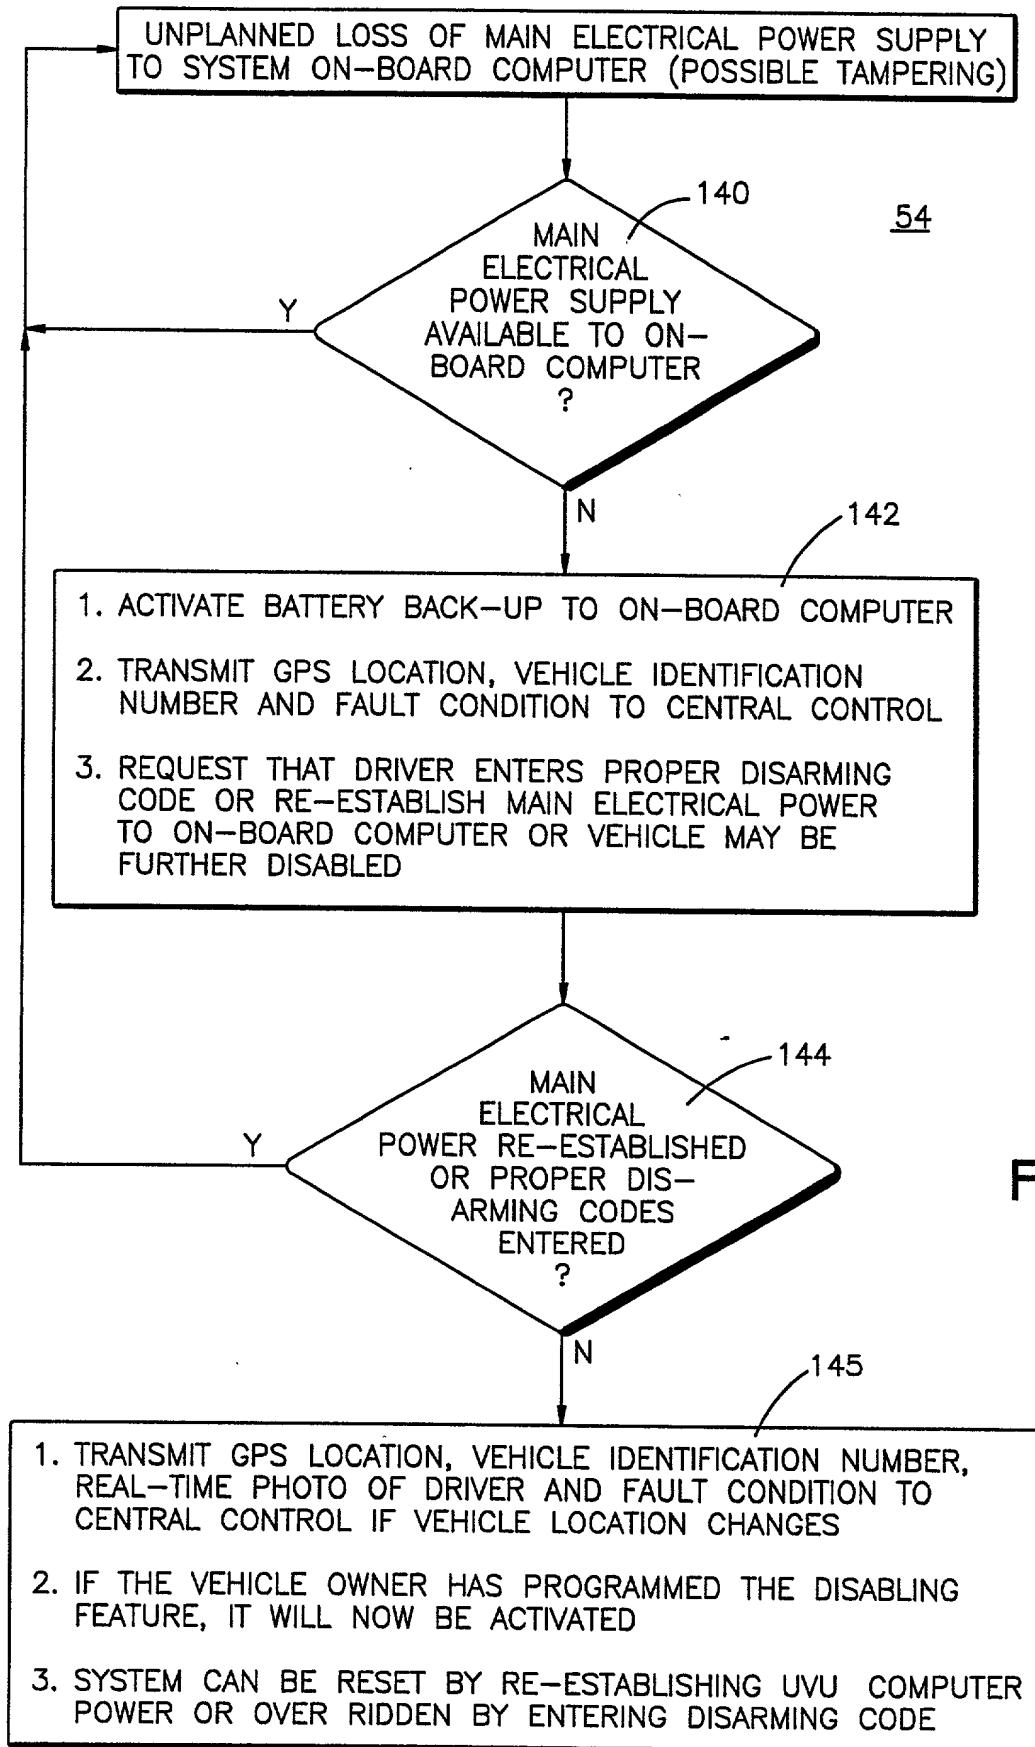 UNPLANNED LOSS OF MAIN ELECTRICAL POWER SUPPLY
TO SYSTEM ON-BOARD COMPUTER (POSSIBLE TAMPERING)
140
54
MAIN
ELECTRICAL
POWER SUPPLY
AVAILABLE TO ON-
BOARD COMPUTER
?
Y
N
142
1. ACTIVATE BATTERY BACK-UP TO ON-BOARD COMPUTER
2. TRANSMIT GPS LOCATION, VEHICLE IDENTIFICATION
NUMBER AND FAULT CONDITION TO CENTRAL CONTROL
3. REQUEST THAT DRIVER ENTERS PROPER DISARMING
CODE OR RE-ESTABLISH MAIN ELECTRICAL POWER
TO ON-BOARD COMPUTER OR VEHICLE MAY BE
FURTHER DISABLED
144
MAIN
ELECTRICAL
POWER RE-ESTABLISHED
OR PROPER DIS-
ARMING CODES
ENTERED
?
Y
F
N
145
1. TRANSMIT GPS LOCATION, VEHICLE IDENTIFICATION NUMBER,
REAL-TIME PHOTO OF DRIVER AND FAULT CONDITION TO
CENTRAL CONTROL IF VEHICLE LOCATION CHANGES
2. IF THE VEHICLE OWNER HAS PROGRAMMED THE DISABLING
FEATURE, IT WILL NOW BE ACTIVATED
3. SYSTEM CAN BE RESET BY RE-ESTABLISHING UVU COMPUTER
POWER OR OVER RIDDEN BY ENTERING DISARMING CODE